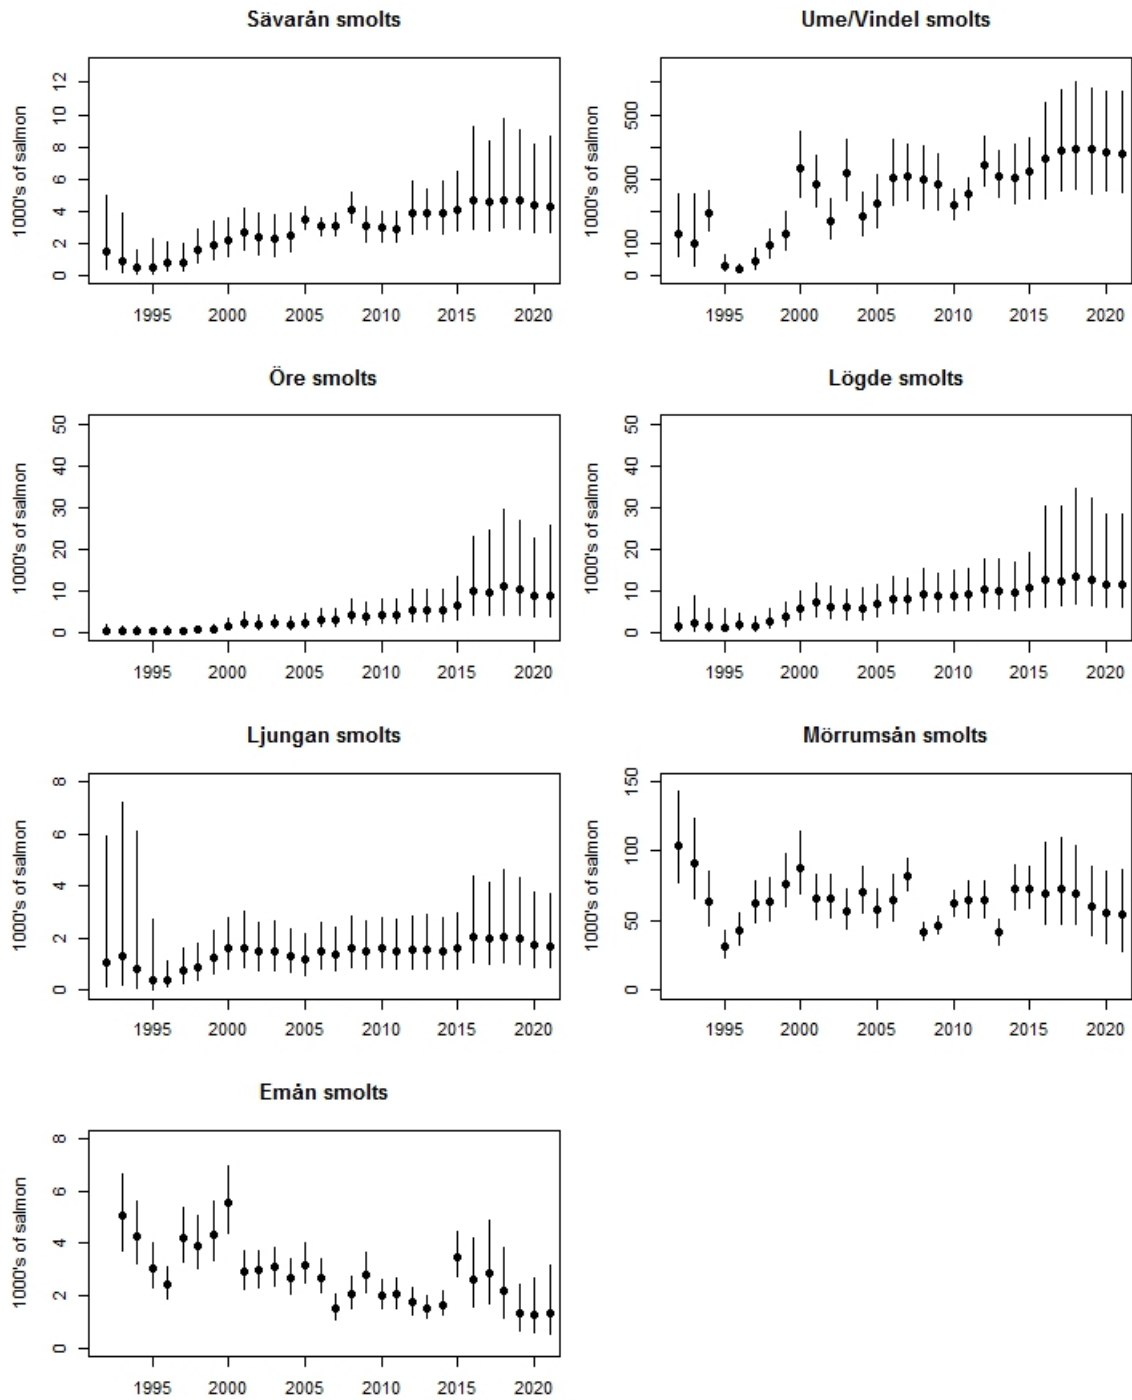 Sävarån smolts
1000's of salmon
0 2 4 6 8 10 12
1995 2000 2005 2010 2015 2020
Ume/Vindel smolts
1000's of salmon
0 100 300 500
1995 2000 2005 2010 2015 2020
Öre smolts
1000's of salmon
0 10 20 30 40 50
1995 2000 2005 2010 2015 2020
Lögde smolts
1000's of salmon
0 10 20 30 40 50
1995 2000 2005 2010 2015 2020
Ljungan smolts
1000's of salmon
0 2 4 6 8
1995 2000 2005 2010 2015 2020
Mörrumsån smolts
1000's of salmon
0 50 100 150
1995 2000 2005 2010 2015 2020
Emån smolts
1000's of salmon
0 2 4 6 8
1995 2000 2005 2010 2015 2020